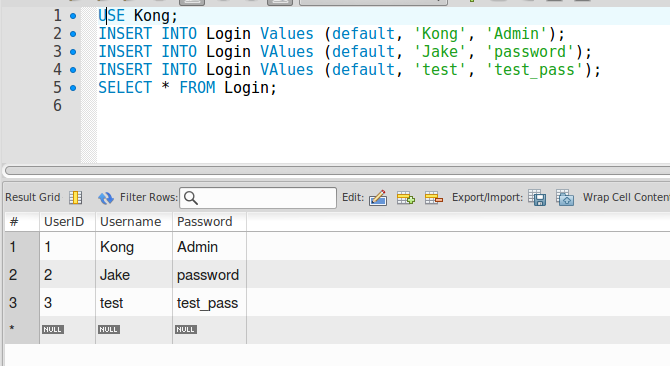 1 USE Kong;
2 INSERT INTO Login Values (default, 'Kong', 'Admin');
3 INSERT INTO Login VAlues (default, 'Jake', 'password');
4 INSERT INTO Login VAlues (default, 'test', 'test_pass');
5 SELECT * FROM Login;
6
Result Grid Filter Rows: Edit: Export/Import: Wrap Cell Conten
# UserID Username Password
1 1 Kong Admin
2 2 Jake password
3 3 test test_pass
* NULL NULL NULL